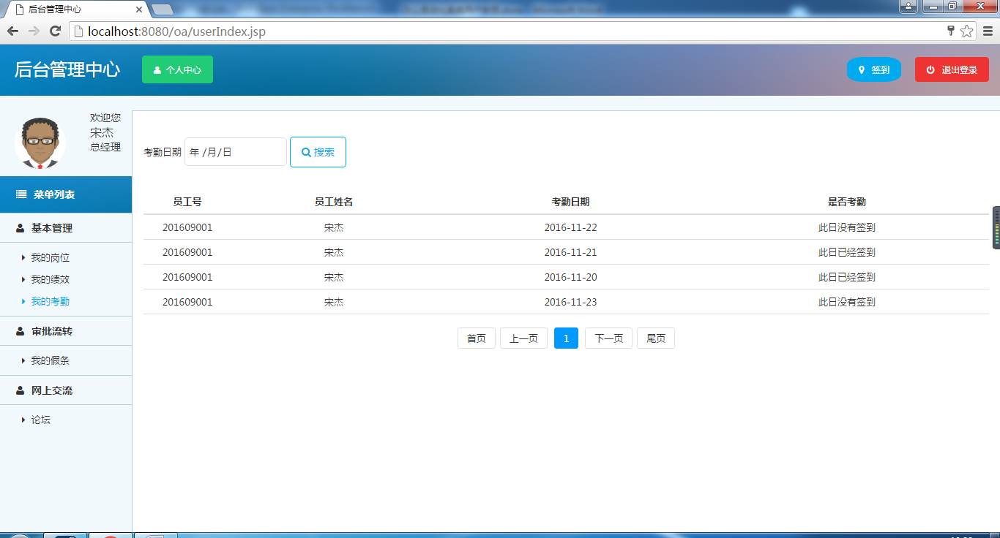 后台管理中心
localhost:8080/oa/userIndex.jsp
后台管理中心 个人中心 签到 退出登录
欢迎您
宋杰
总经理
菜单列表
基本管理
我的岗位
我的绩效
我的考勤
审批流转
我的假条
网上交流
论坛
考勤日期 年 /月/日 搜索
员工号 员工姓名 考勤日期 是否考勤
201609001 宋杰 2016-11-22 此日没有签到
201609001 宋杰 2016-11-21 此日已经签到
201609001 宋杰 2016-11-20 此日已经签到
201609001 宋杰 2016-11-23 此日没有签到
首页 上一页 1 下一页 尾页